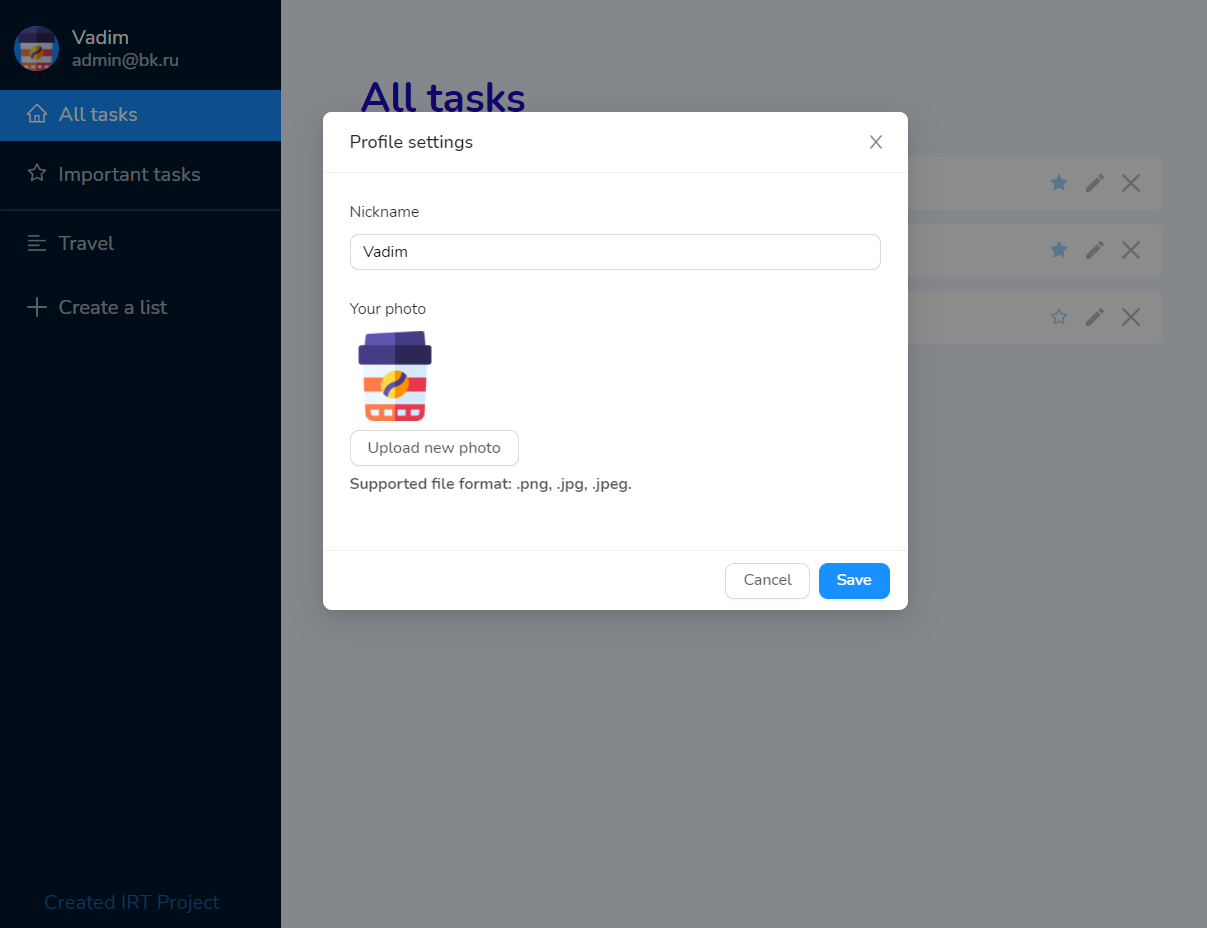 Vadim
admin@bk.ru
All tasks
Important tasks
Travel
Create a list
Created IRT Project
All tasks
Profile settings
Nickname
Vadim
Your photo
Upload new photo
Supported file format: .png, .jpg, .jpeg.
Cancel
Save